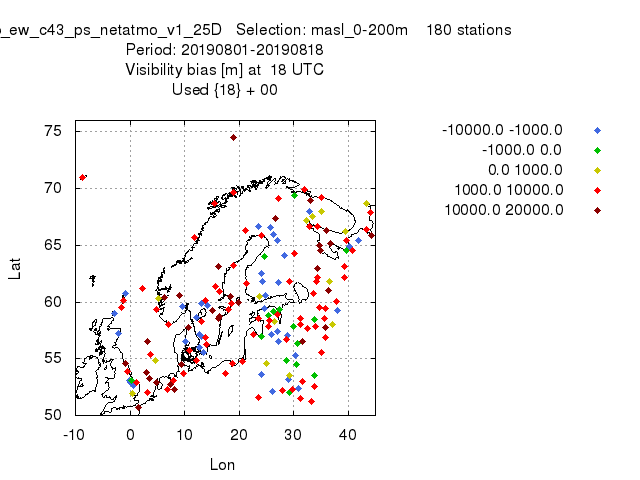 _ew_c43_ps_netatmo_v1_25D Selection: masl_0-200m 180 stations
Period: 20190801-20190818
Visibility bias [m] at 18 UTC
Used {18} + 00
-10000.0 -1000.0
-1000.0 0.0
0.0 1000.0
1000.0 10000.0
10000.0 20000.0
75
70
65
60
55
50
Lat
-10 0 10 20 30 40
Lon